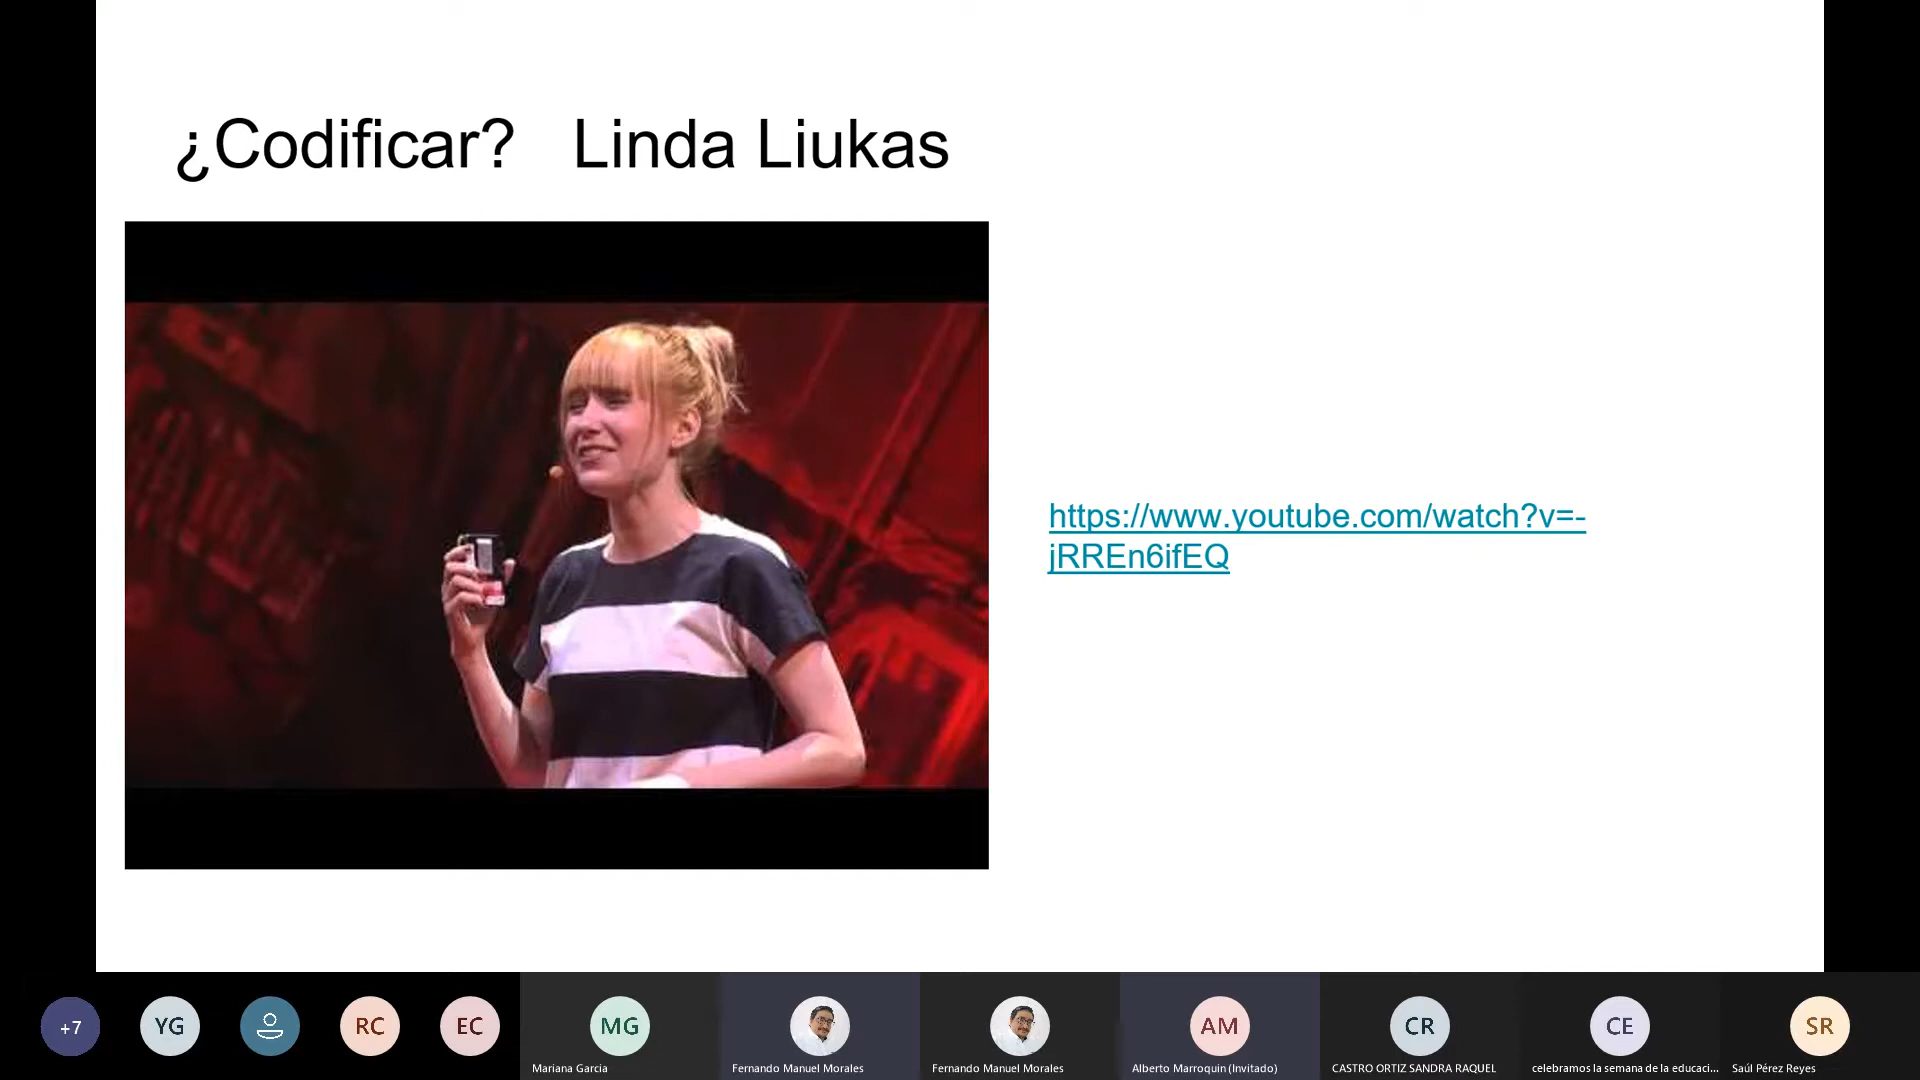 ¿Codificar? Linda Liukas
https://www.youtube.com/watch?v=-
jRREn6ifEQ
+7
YG
RC
EC
MG
AM
CR
CE
SR
Mariana Garcia
Fernando Manuel Morales
Fernando Manuel Morales
Alberto Marroquin (Invitado)
CASTRO ORTIZ SANDRA RAQUEL
celebramos la semana de la educaci...
Saúl Pérez Reyes